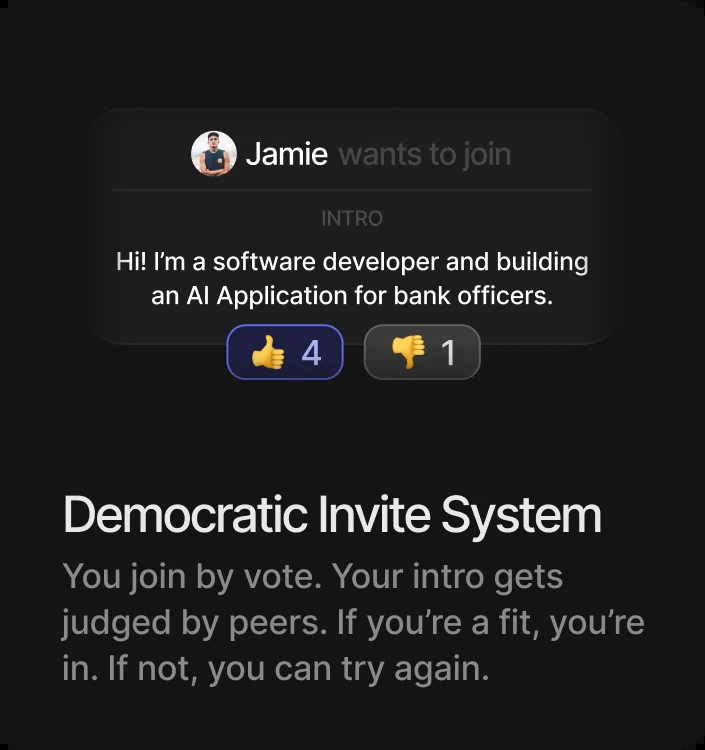 Jamie wants to join
INTRO
Hi! I’m a software developer and building
an AI Application for bank officers.
👍 4 👎 1
Democratic Invite System
You join by vote. Your intro gets
judged by peers. If you’re a fit, you’re
in. If not, you can try again.